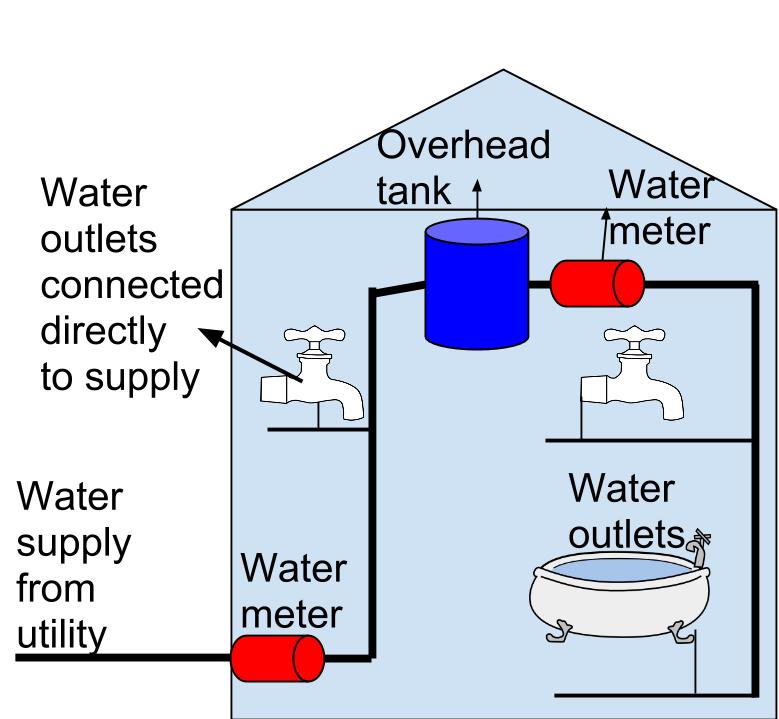 Overhead
tank
Water
meter
Water
outlets
connected
directly
to supply
Water
supply
from
utility
Water
meter
Water
outlets